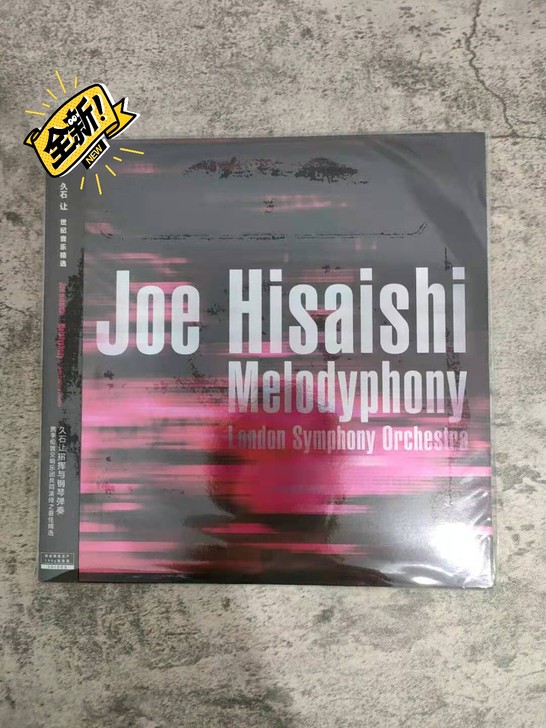 全新!
NEW
久石 让 世纪音乐精选
Joe Hisaishi
Melodyphony
London Symphony Orchestra
久石让指挥与钢琴弹奏